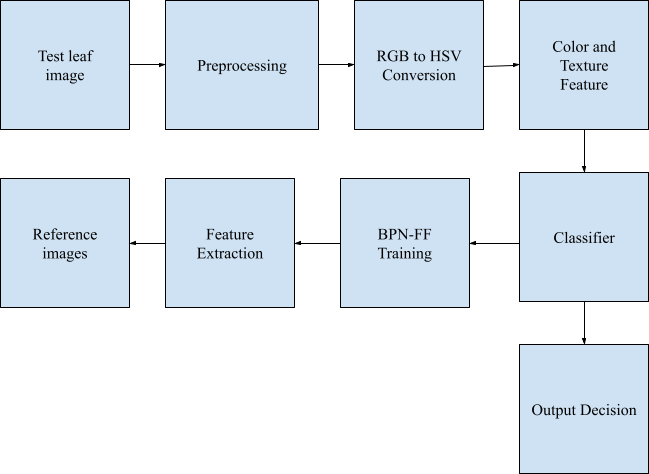 Test leaf
image
Preprocessing
RGB to HSV
Conversion
Color and
Texture
Feature
Reference
images
Feature
Extraction
BPN-FF
Training
Classifier
Output Decision